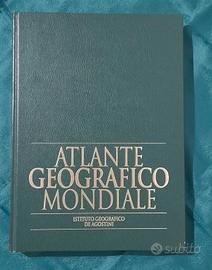 ATLANTE
GEOGRAFICO
MONDIALE
ISTITUTO GEOGRAFICO
DE AGOSTINI
subito